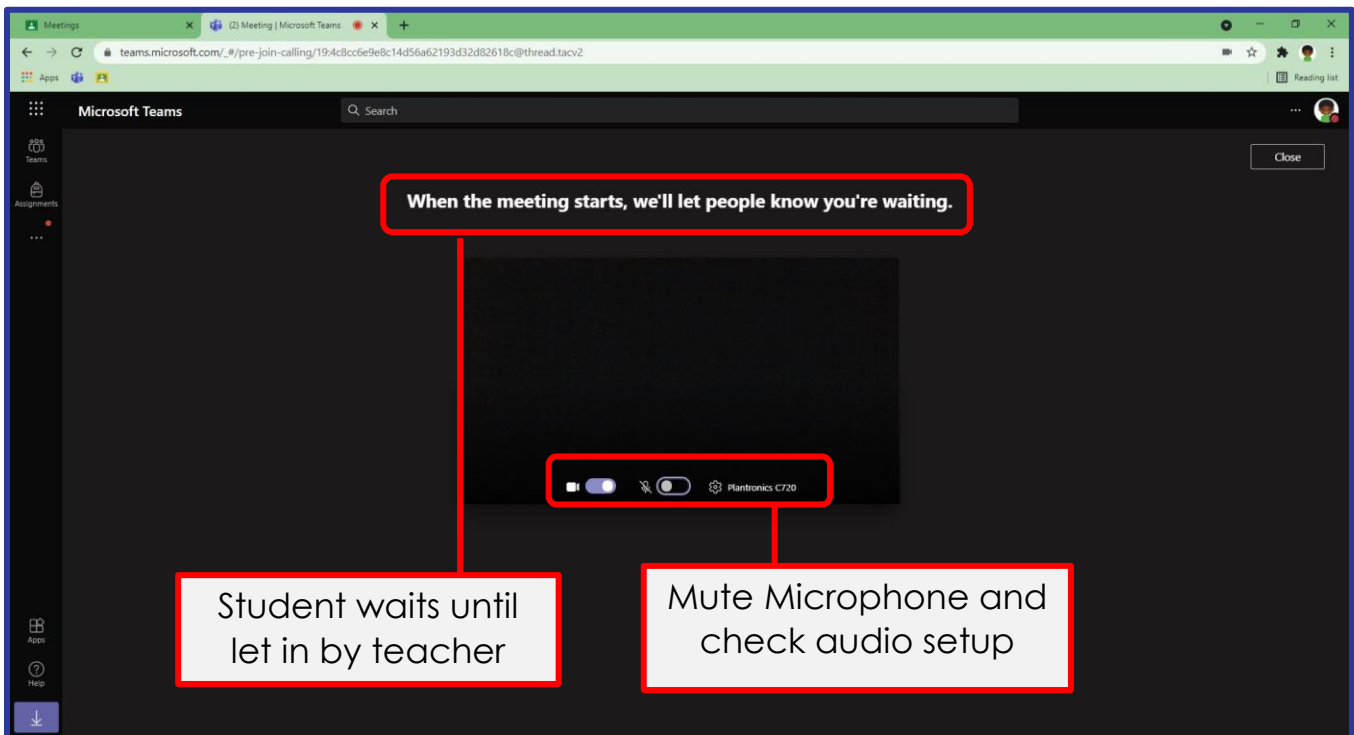 Meetings
(2) Meeting | Microsoft Teams
teams.microsoft.com/_#/pre-join-calling/19:4c8cc6e9e8c14d56a62193d32d82618c@thread.tacv2
Apps
Reading list
Microsoft Teams
Search
Teams
Close
Assignments
When the meeting starts, we'll let people know you're waiting.
Plantronics C720
Student waits until
let in by teacher
Mute Microphone and
check audio setup
Apps
Help